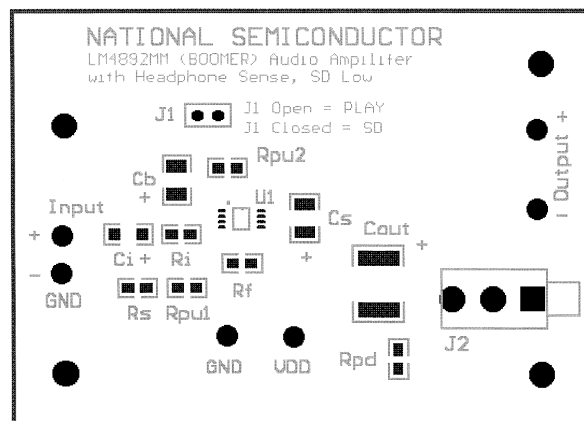 NATIONAL SEMICONDUCTOR
LM4892MM (BOOMER) Audio Ampilifer
with Headphone Sense, SD Low
J1
J1 Open = PLAY
J1 Closed = SD
Output +
-
Rpu2
Cb
+
U1
Input
Cs
+
Cout
+
+
Ci +
Ri
-
GND
Rf
Rs
Rpu1
J2
GND
VDD
Rpd